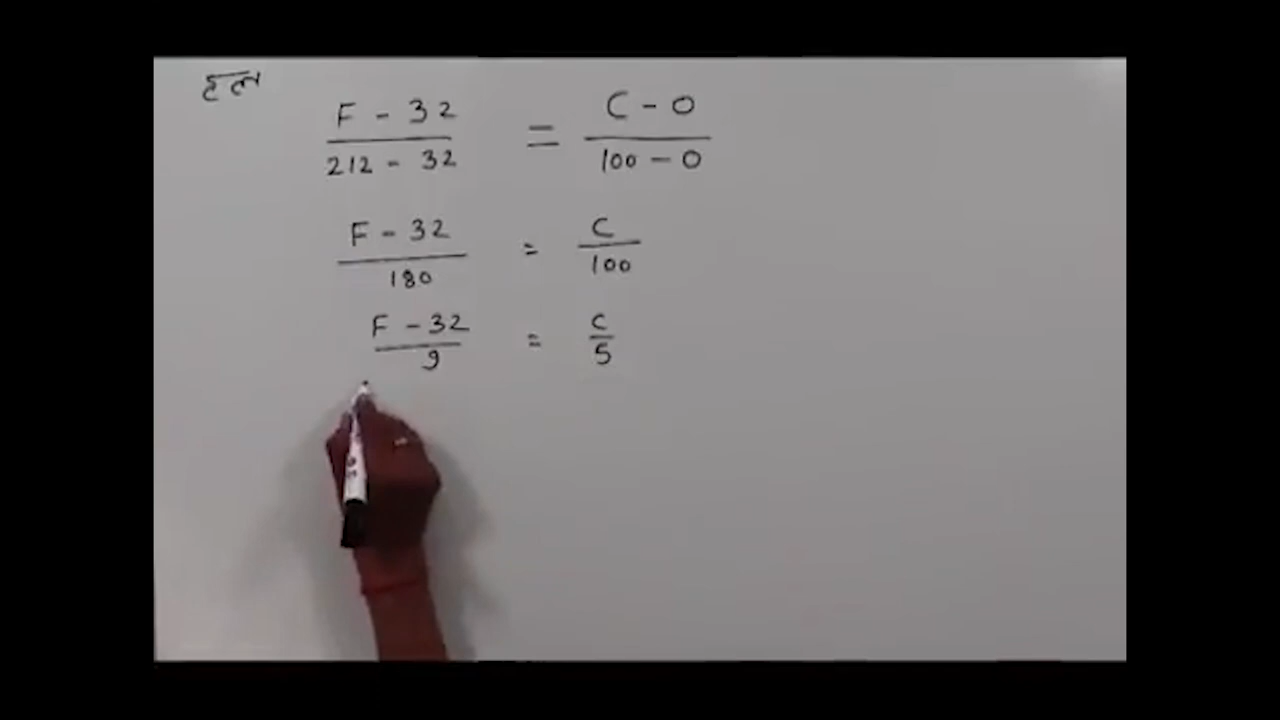 हल
F - 32 = C - 0
212 - 32 100 - 0
F - 32 = C
180 100
F - 32 = C
9 5